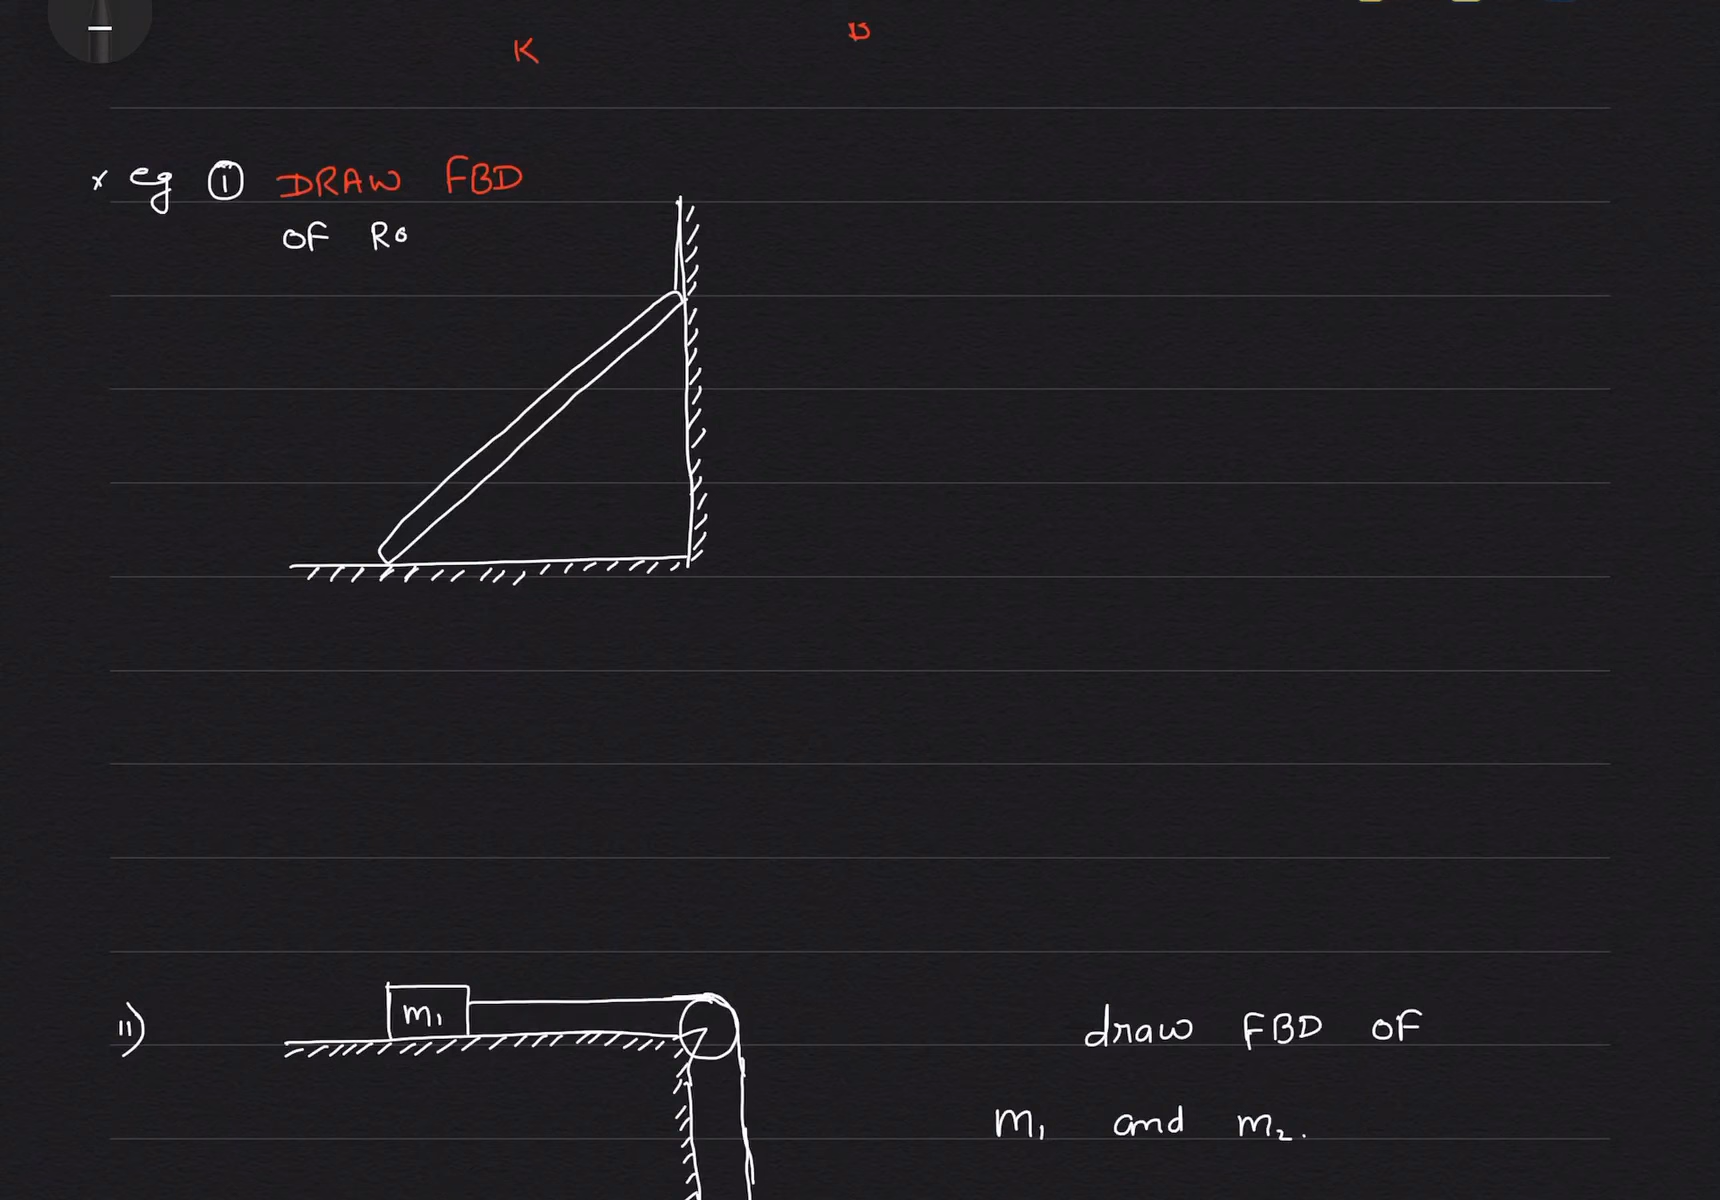 K
* eg ① DRAW FBD
OF Ro
ii)
m₁
draw FBD OF
m₁ and m₂.